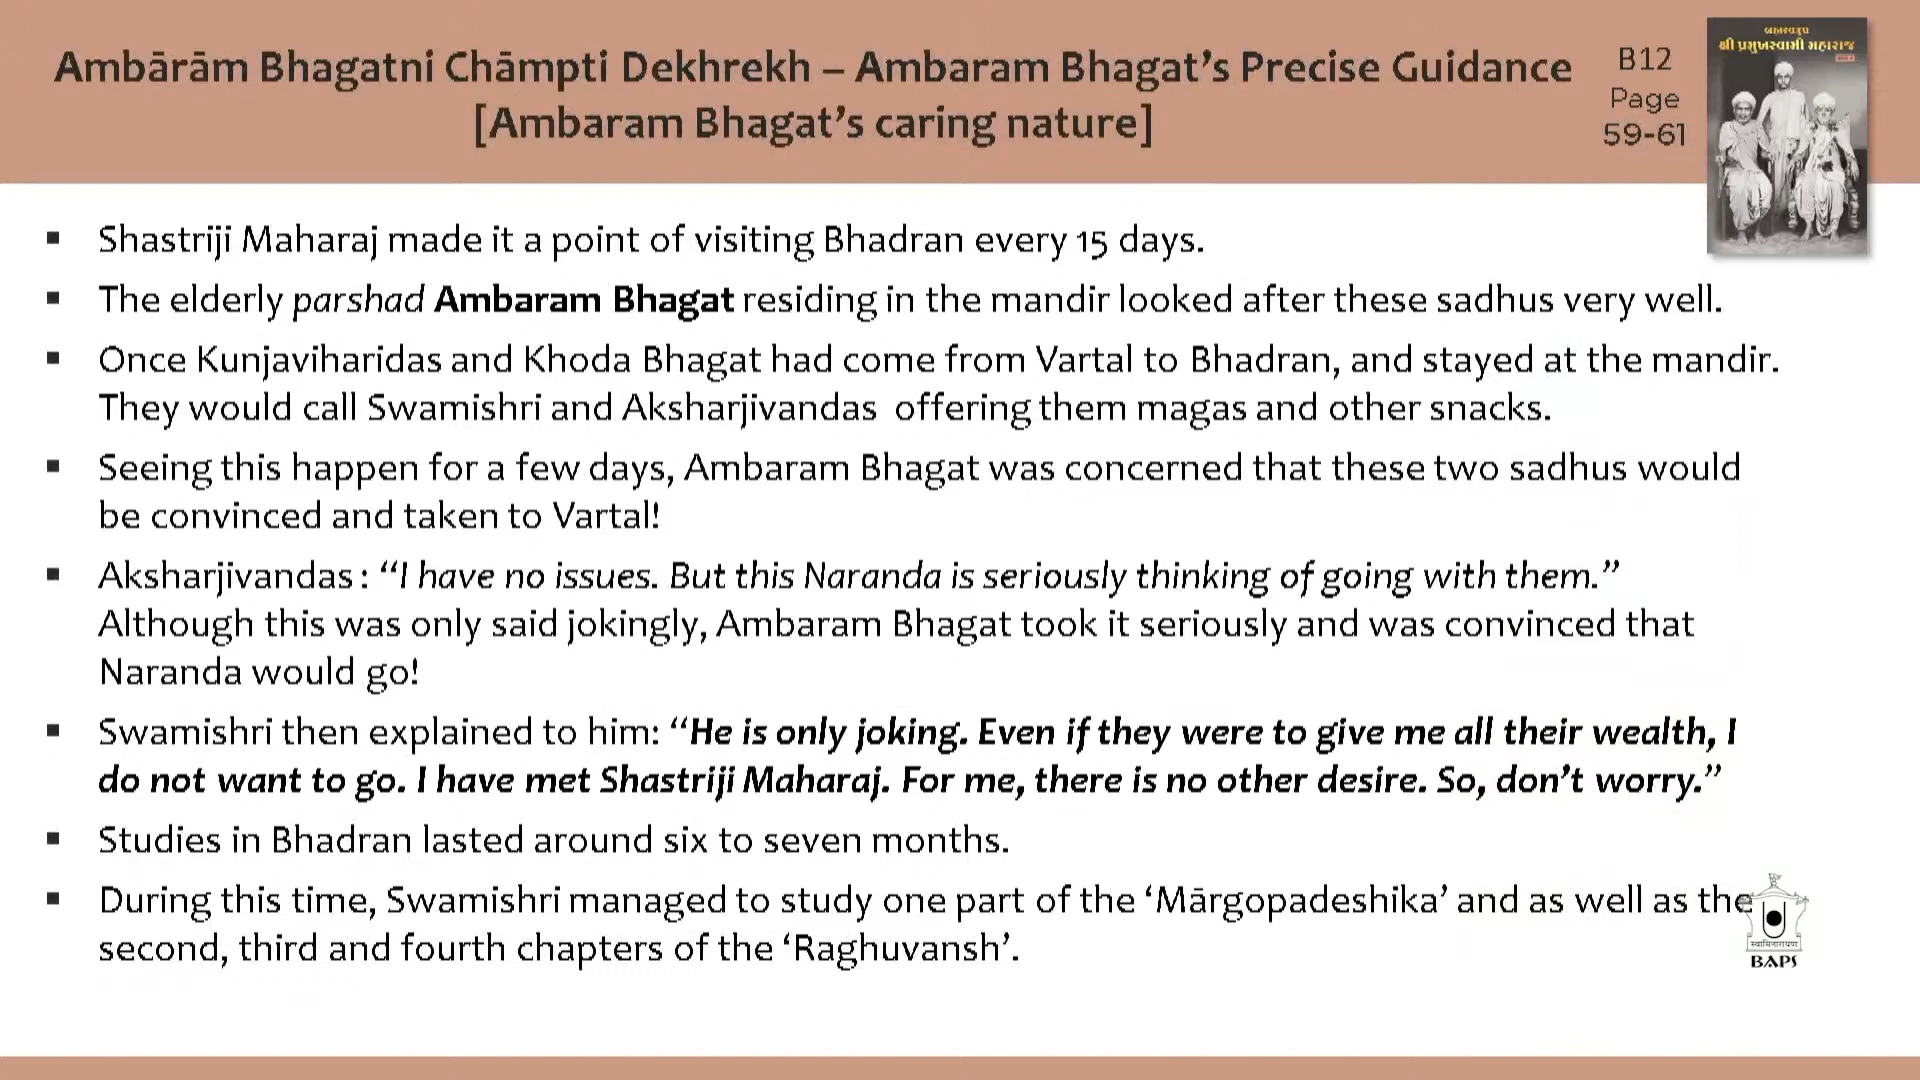 Ambārām Bhagatni Chāmpti Dekhrekh – Ambaram Bhagat’s Precise Guidance
[Ambaram Bhagat’s caring nature]
B12
Page
59-61
શ્રી પ્રમુખસ્વામી મહારાજ
▪ Shastriji Maharaj made it a point of visiting Bhadran every 15 days.
▪ The elderly parshad Ambaram Bhagat residing in the mandir looked after these sadhus very well.
▪ Once Kunjaviharidas and Khoda Bhagat had come from Vartal to Bhadran, and stayed at the mandir.
They would call Swamishri and Aksharjivandas offering them magas and other snacks.
▪ Seeing this happen for a few days, Ambaram Bhagat was concerned that these two sadhus would
be convinced and taken to Vartal!
▪ Aksharjivandas : “I have no issues. But this Naranda is seriously thinking of going with them.”
Although this was only said jokingly, Ambaram Bhagat took it seriously and was convinced that
Naranda would go!
▪ Swamishri then explained to him: “He is only joking. Even if they were to give me all their wealth, I
do not want to go. I have met Shastriji Maharaj. For me, there is no other desire. So, don’t worry.”
▪ Studies in Bhadran lasted around six to seven months.
▪ During this time, Swamishri managed to study one part of the ‘Mārgopadeshika’ and as well as the
second, third and fourth chapters of the ‘Raghuvansh’.
स्वामिनारायण
BAPS